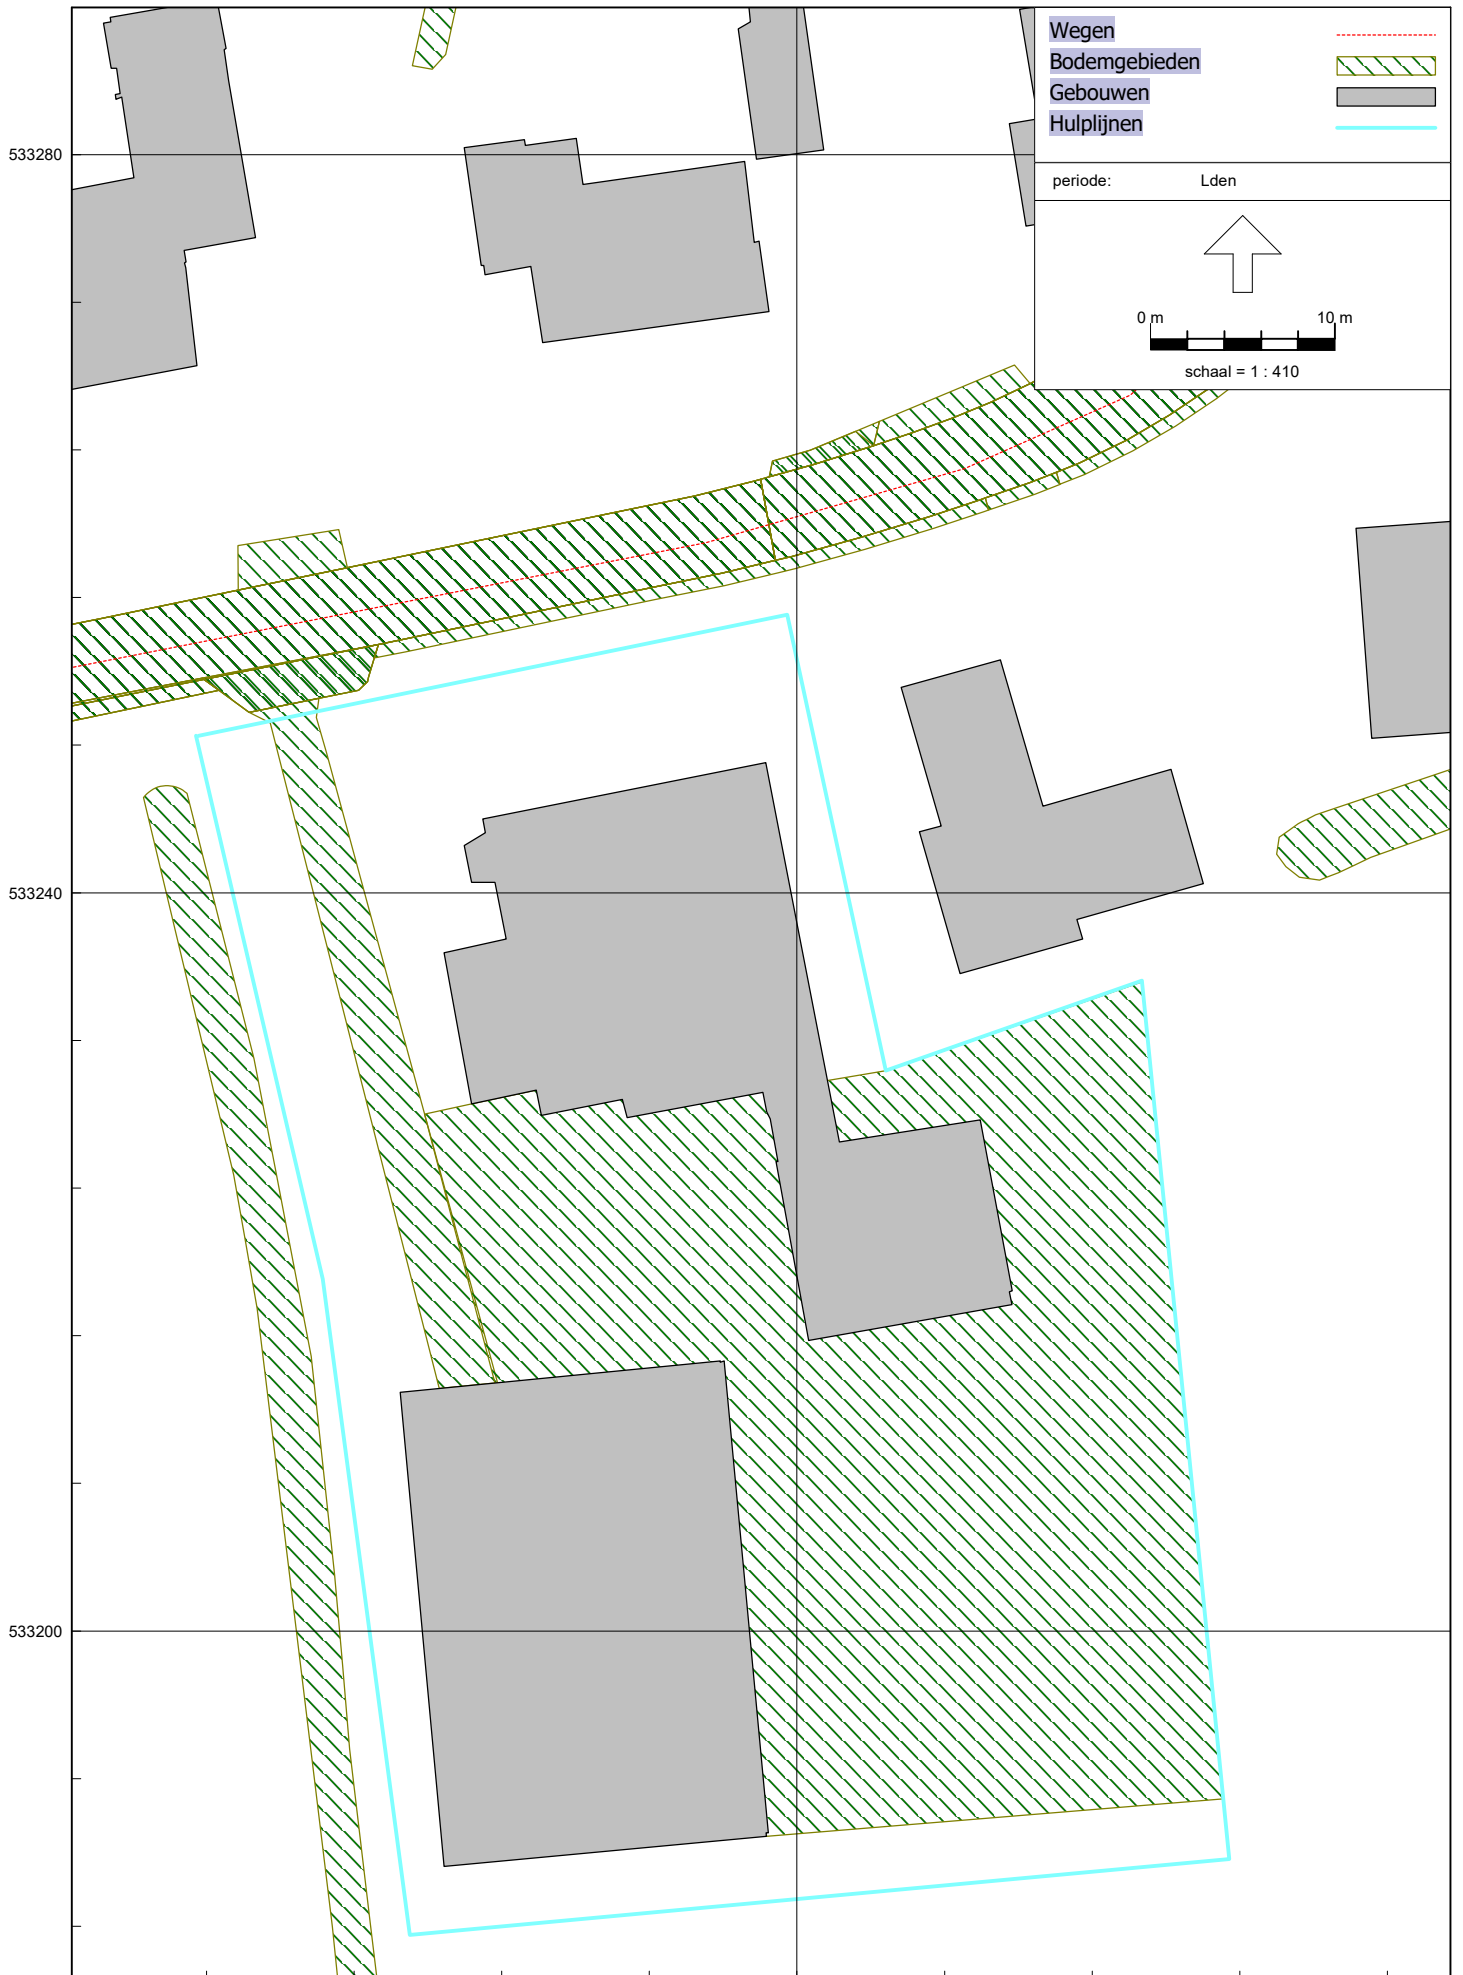 Wegen
Bodemgebieden
Gebouwen
Hulplijnen
periode: Lden
0 m 10 m
schaal = 1 : 410
533280
533240
533200